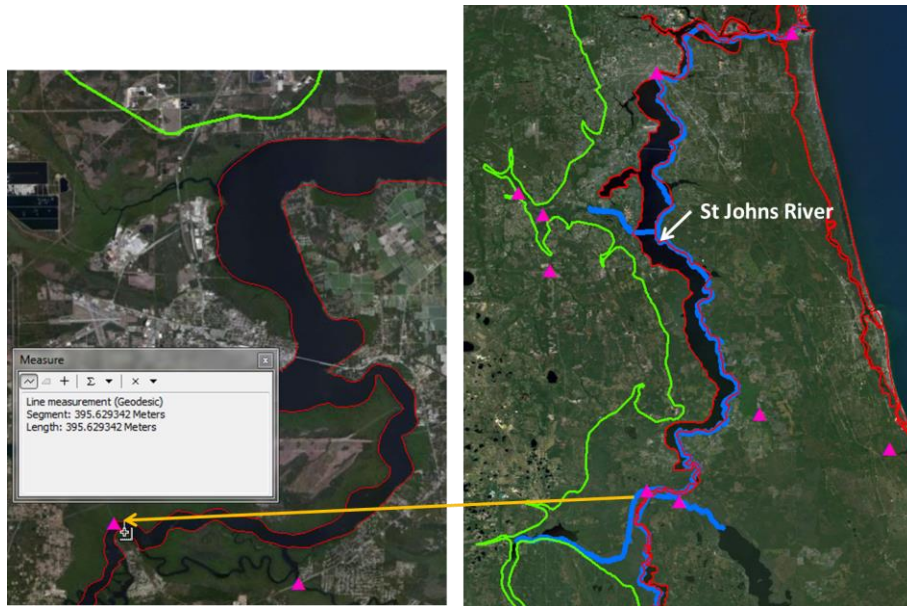 St Johns River
Measure
Line measurement (Geodesic)
Segment: 395.629342 Meters
Length: 395.629342 Meters